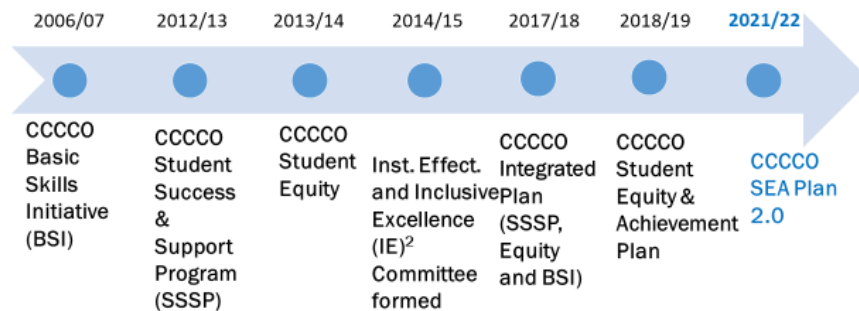 2006/07
2012/13
2013/14
2014/15
2017/18
2018/19
2021/22
CCCCO
Basic
Skills
Initiative
(BSI)
CCCCO
Student
Success
&
Support
Program
(SSSP)
CCCCO
Student
Equity
Inst. Effect.
and Inclusive
Excellence
(IE)²
Committee
formed
CCCCO
Integrated
Plan
(SSSP,
Equity
and BSI)
CCCCO
Student
Equity &
Achievement
Plan
CCCCO
SEA Plan
2.0